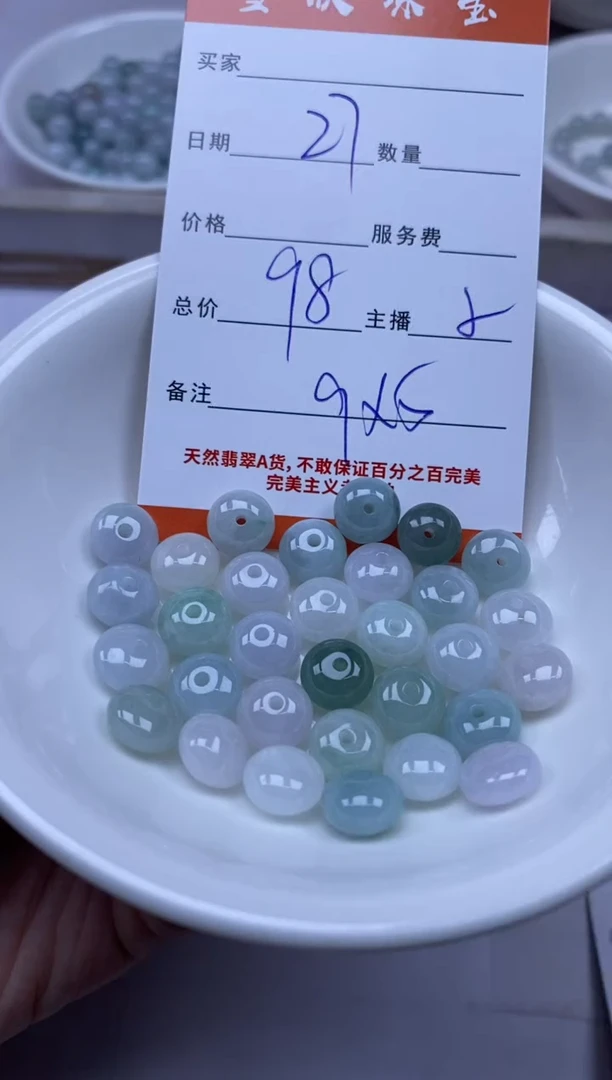 买家
日期 27 数量
价格 服务费
总价 98 主播
备注 9X6
天然翡翠A货,不敢保证百分之百完美
完美主义